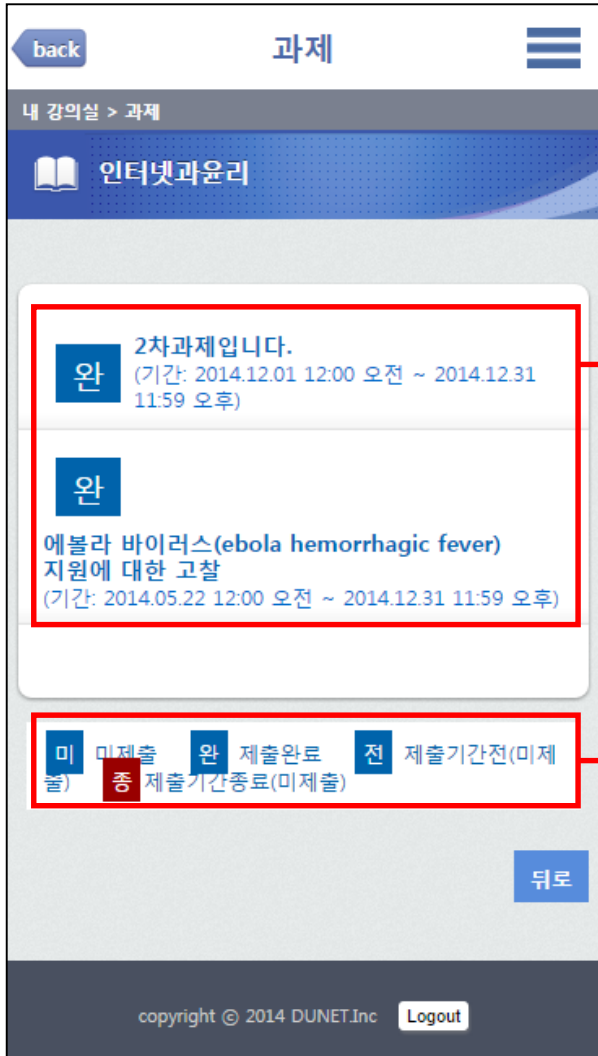 back
과제
내 강의실 > 과제
인터넷과윤리
완
2차과제입니다.
(기간: 2014.12.01 12:00 오전 ~ 2014.12.31
11:59 오후)
완
에볼라 바이러스(ebola hemorrhagic fever)
지원에 대한 고찰
(기간: 2014.05.22 12:00 오전 ~ 2014.12.31 11:59 오후)
미 미제출 완 제출완료 전 제출기간전(미제
출) 종 제출기간종료(미제출)
뒤로
copyright ⓒ 2014 DUNET.Inc Logout